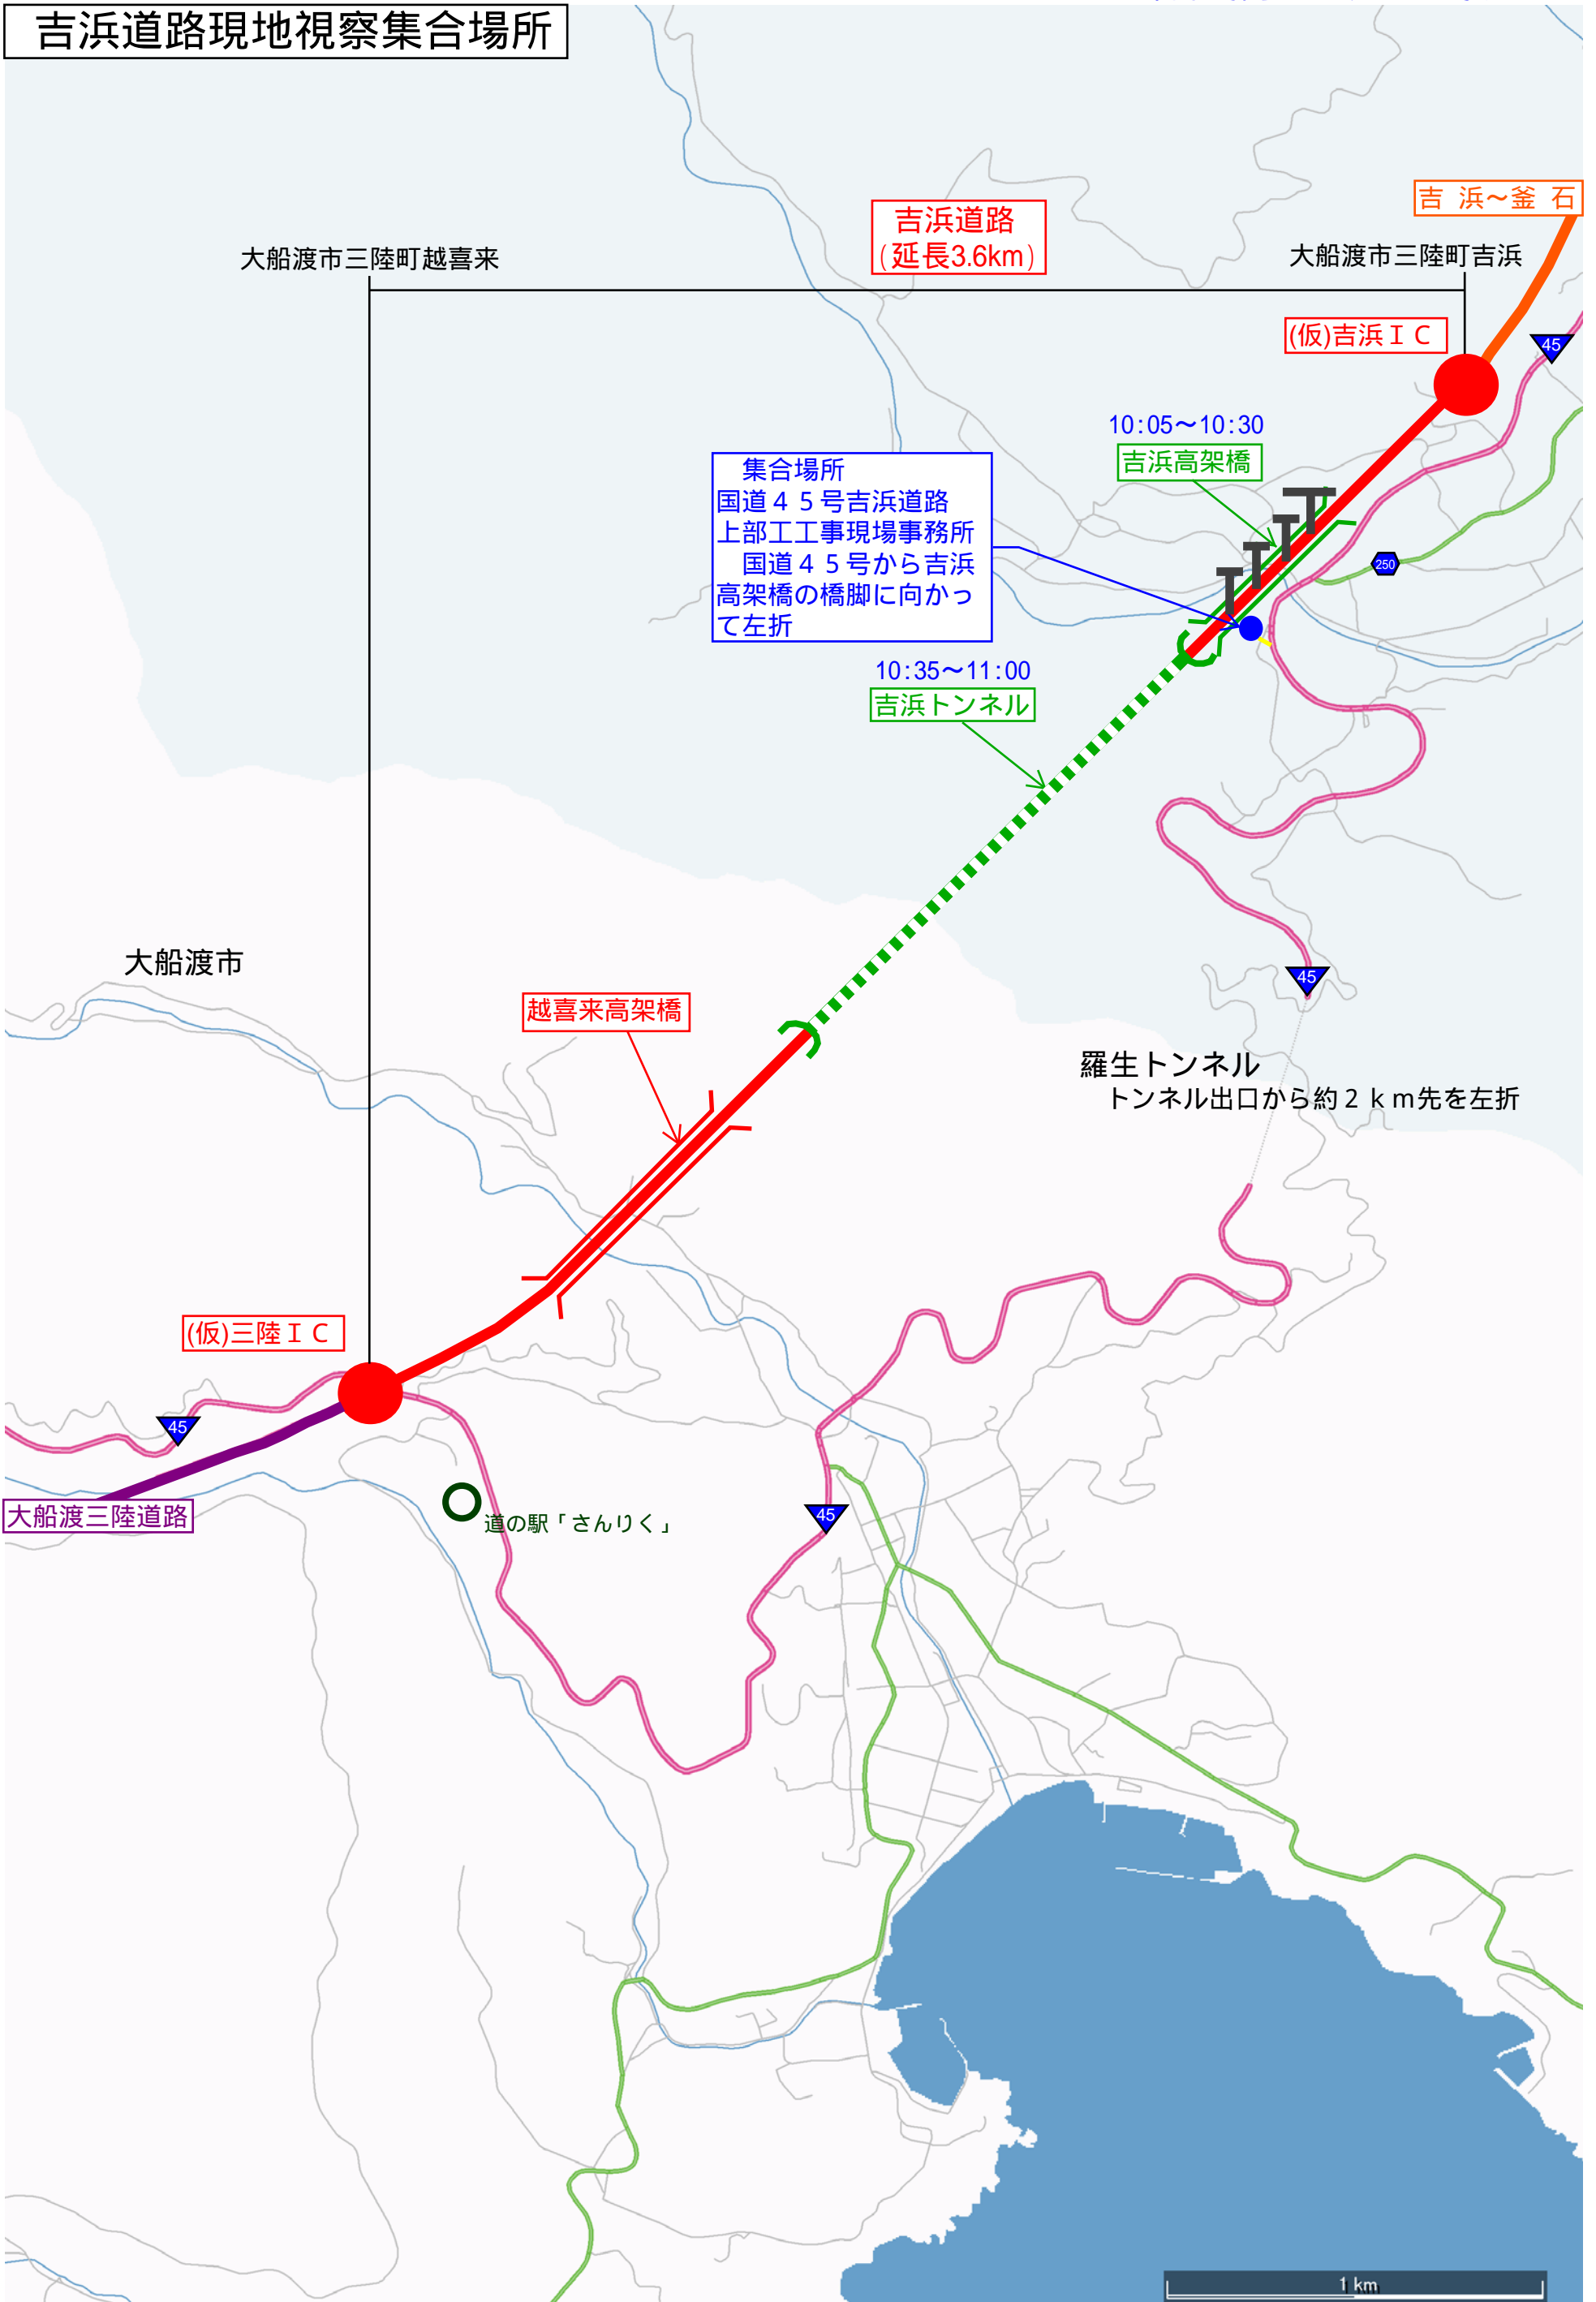 吉浜道路現地視察集合場所
吉 浜～釜 石
吉浜道路
(延長3.6km)
大船渡市三陸町越喜来
大船渡市三陸町吉浜
(仮)吉浜ＩＣ
45
10:05～10:30
吉浜高架橋
集合場所
国道４５号吉浜道路
上部工工事現場事務所
国道４５号から吉浜
高架橋の橋脚に向かっ
て左折
250
10:35～11:00
吉浜トンネル
大船渡市
45
越喜来高架橋
羅生トンネル
トンネル出口から約２ｋｍ先を左折
(仮)三陸ＩＣ
45
大船渡三陸道路
道の駅「さんりく」
45
1 km